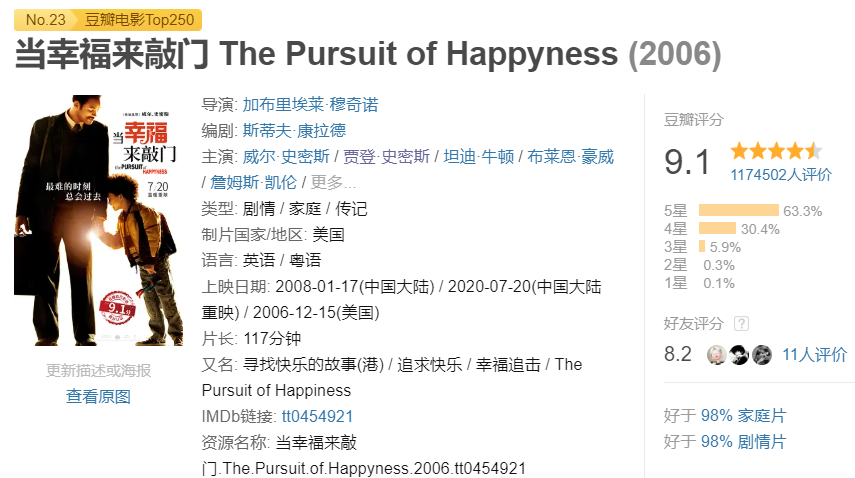 No.23 豆瓣电影Top250
当幸福来敲门 The Pursuit of Happyness (2006)
威尔·史密斯
当幸福
来敲门
the PURSUIT of
HAPPYNESS
7/20
最难的时刻
总会过去
9.1
更新描述或海报
查看原图
导演: 加布里埃莱·穆奇诺
编剧: 斯蒂夫·康拉德
主演: 威尔·史密斯 / 贾登·史密斯 / 坦迪·牛顿 / 布莱恩·豪威
/ 詹姆斯·凯伦 / 更多...
类型: 剧情 / 家庭 / 传记
制片国家/地区: 美国
语言: 英语 / 粤语
上映日期: 2008-01-17(中国大陆) / 2020-07-20(中国大陆
重映) / 2006-12-15(美国)
片长: 117分钟
又名: 寻找快乐的故事(港) / 追求快乐 / 幸福追击 / The
Pursuit of Happiness
IMDb链接: tt0454921
资源名称: 当幸福来敲
门.The.Pursuit.of.Happyness.2006.tt0454921
豆瓣评分
9.1
1174502人评价
5星 63.3%
4星 30.4%
3星 5.9%
2星 0.3%
1星 0.1%
好友评分 ?
8.2 11人评价
好于 98% 家庭片
好于 98% 剧情片